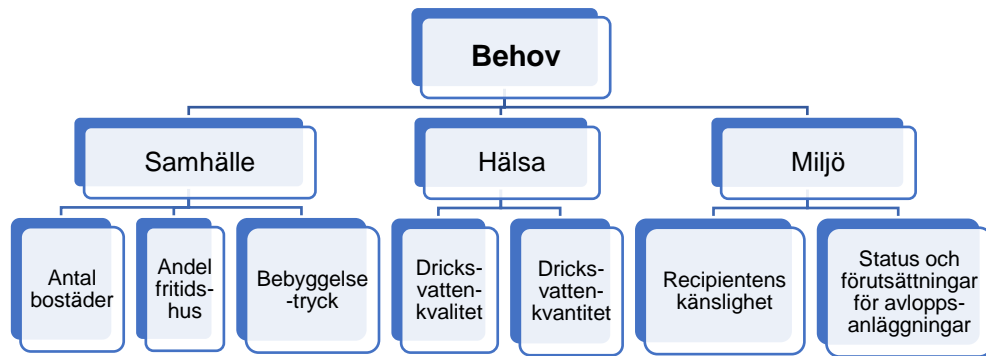 Behov
Samhälle
Hälsa
Miljö
Antal
bostäder
Andel
fritids-
hus
Bebyggelse
-tryck
Dricks-
vatten-
kvalitet
Dricks-
vatten-
kvantitet
Recipientens
känslighet
Status och
förutsättningar
för avlopps-
anläggningar